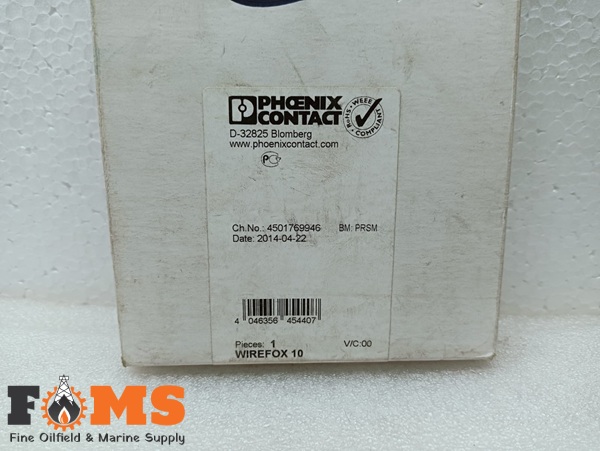 PHŒNIX
CONTACT
RoHS · WEEE
COMPLIANT
D-32825 Blomberg
www.phoenixcontact.com
Ch.No.: 4501769946 BM: PRSM
Date: 2014-04-22
4 046356 454407
Pieces: 1 V/C:00
WIREFOX 10
FOMS
Fine Oilfield & Marine Supply